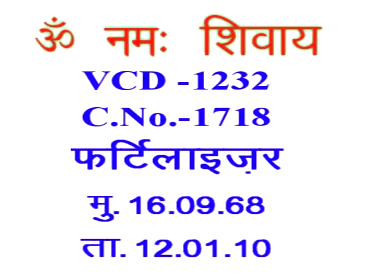 ॐ नमः शिवाय
VCD -1232
C.No.-1718
फर्टिलाइज़र
मु. 16.09.68
ता. 12.01.10